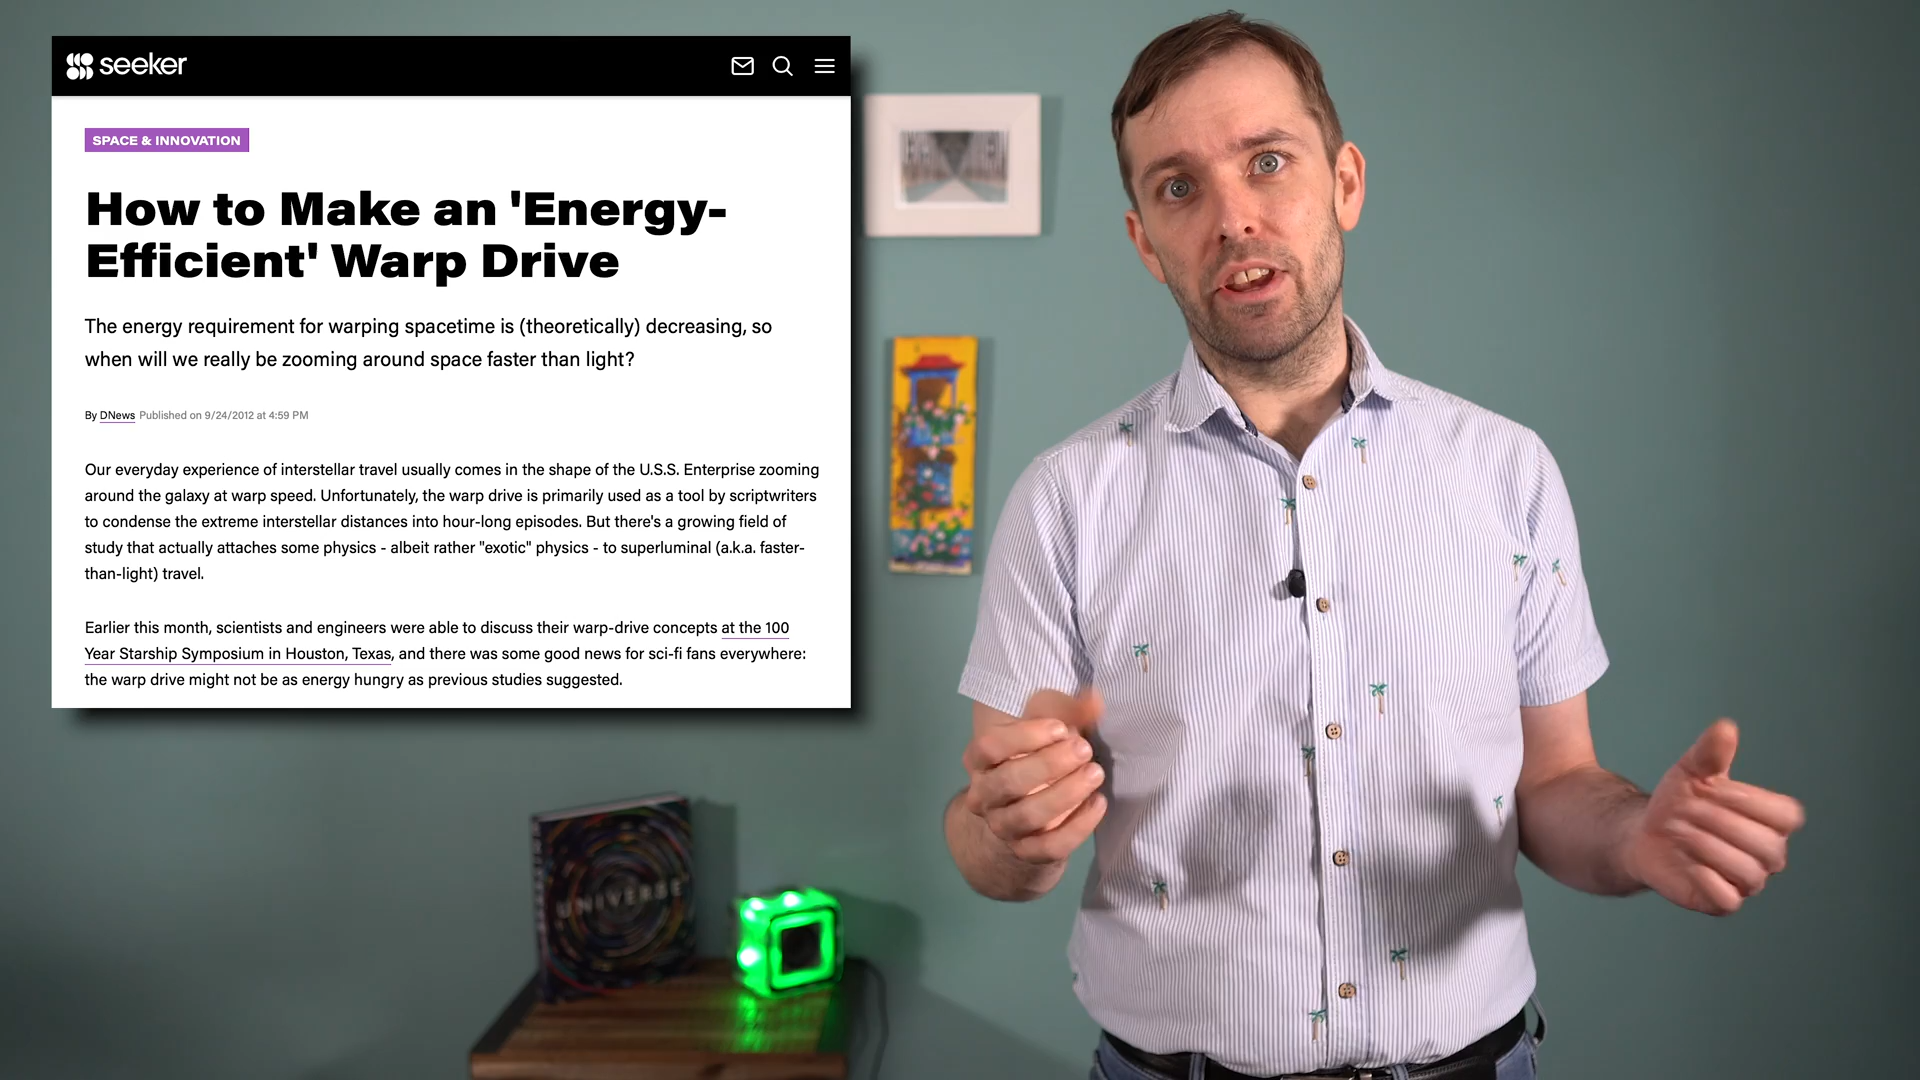 seeker
SPACE & INNOVATION
How to Make an 'Energy-
Efficient' Warp Drive
The energy requirement for warping spacetime is (theoretically) decreasing, so
when will we really be zooming around space faster than light?
By DNews Published on 9/24/2012 at 4:59 PM
Our everyday experience of interstellar travel usually comes in the shape of the U.S.S. Enterprise zooming
around the galaxy at warp speed. Unfortunately, the warp drive is primarily used as a tool by scriptwriters
to condense the extreme interstellar distances into hour-long episodes. But there's a growing field of
study that actually attaches some physics - albeit rather "exotic" physics - to superluminal (a.k.a. faster-
than-light) travel.
Earlier this month, scientists and engineers were able to discuss their warp-drive concepts at the 100
Year Starship Symposium in Houston, Texas, and there was some good news for sci-fi fans everywhere:
the warp drive might not be as energy hungry as previous studies suggested.
UNIVERSE